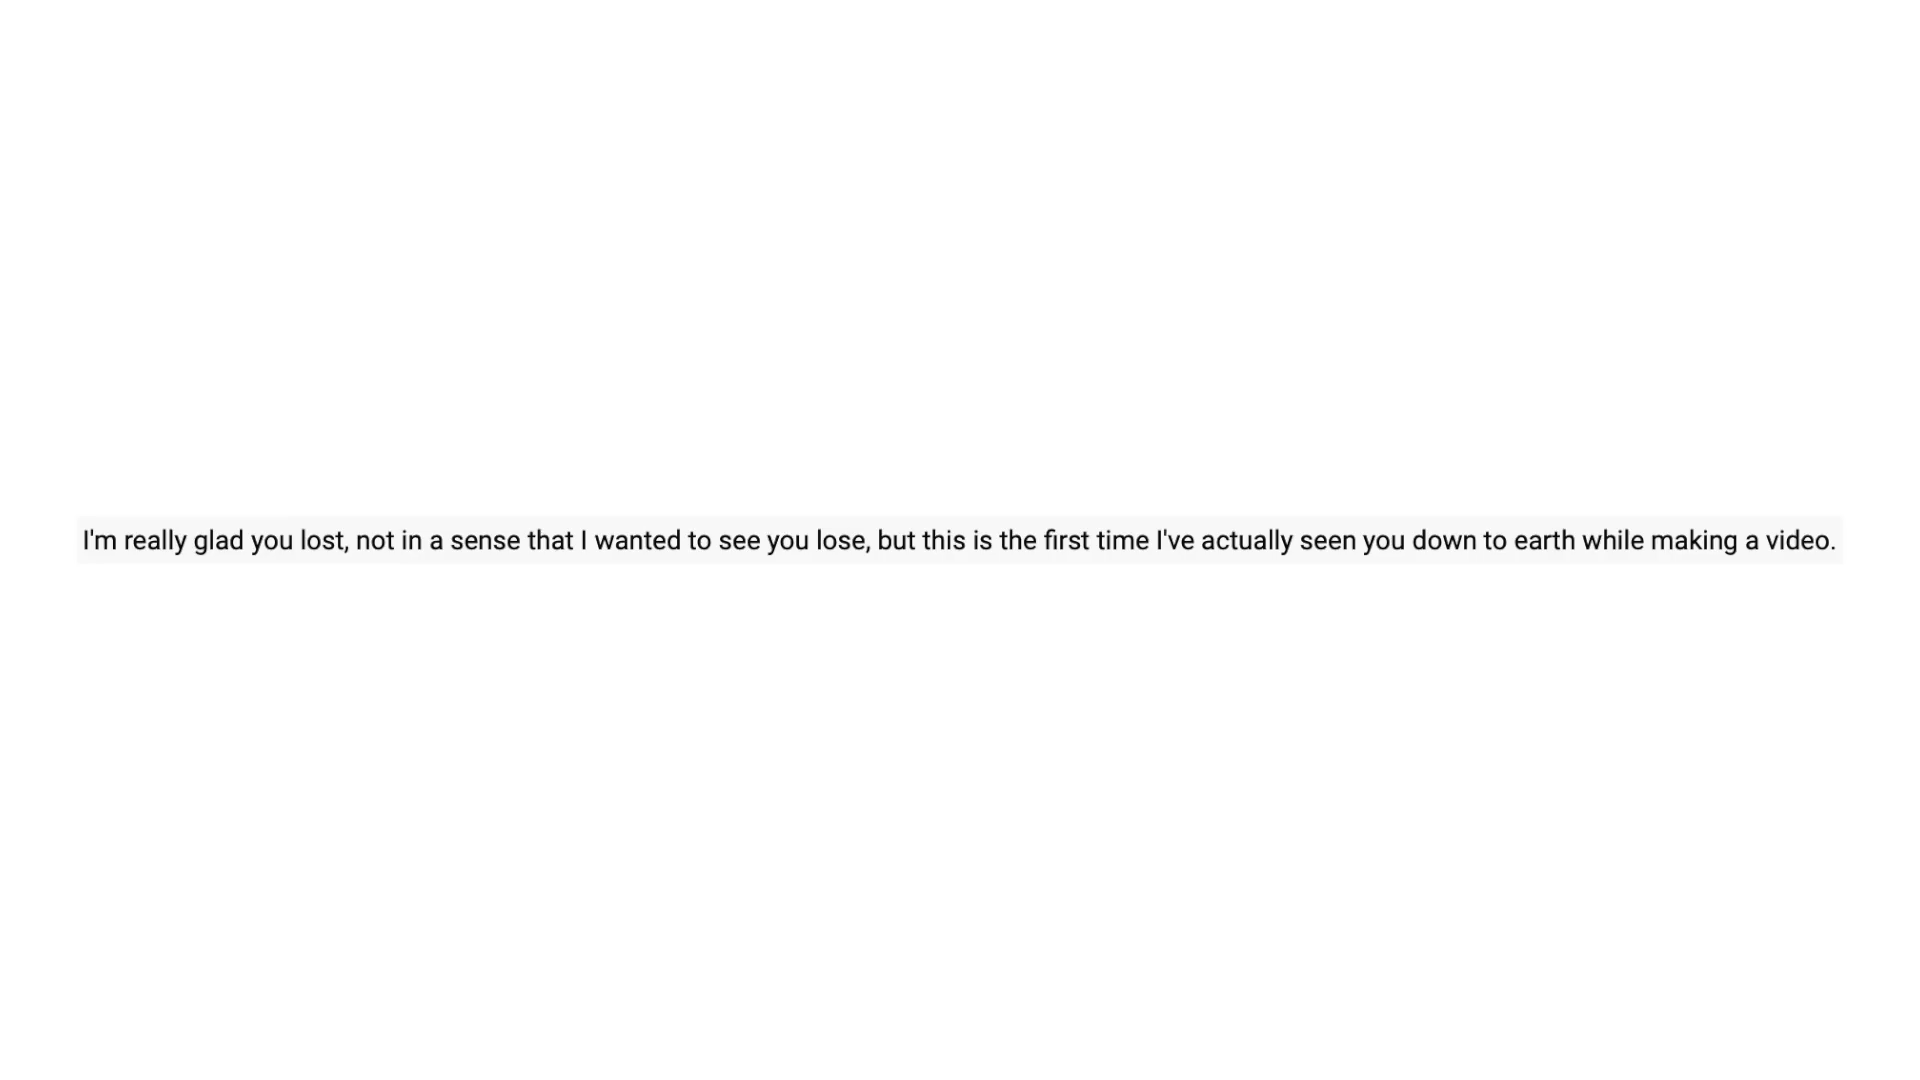 I'm really glad you lost, not in a sense that I wanted to see you lose, but this is the first time I've actually seen you down to earth while making a video.